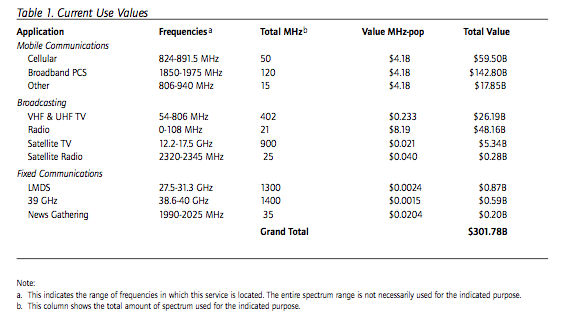 Table 1. Current Use Values
Application Frequenciesa Total MHzb Value MHz-pop Total Value
Mobile Communications
Cellular 824-891.5 MHz 50 $4.18 $59.50B
Broadband PCS 1850-1975 MHz 120 $4.18 $142.80B
Other 806-940 MHz 15 $4.18 $17.85B
Broadcasting
VHF & UHF TV 54-806 MHz 402 $0.233 $26.19B
Radio 0-108 MHz 21 $8.19 $48.16B
Satellite TV 12.2-17.5 GHz 900 $0.021 $5.34B
Satellite Radio 2320-2345 MHz 25 $0.040 $0.28B
Fixed Communications
LMDS 27.5-31.3 GHz 1300 $0.0024 $0.87B
39 GHz 38.6-40 GHz 1400 $0.0015 $0.59B
News Gathering 1990-2025 MHz 35 $0.0204 $0.20B
Grand Total $301.78B
Note:
a. This indicates the range of frequencies in which this service is located. The entire spectrum range is not necessarily used for the indicated purpose.
b. This column shows the total amount of spectrum used for the indicated purpose.